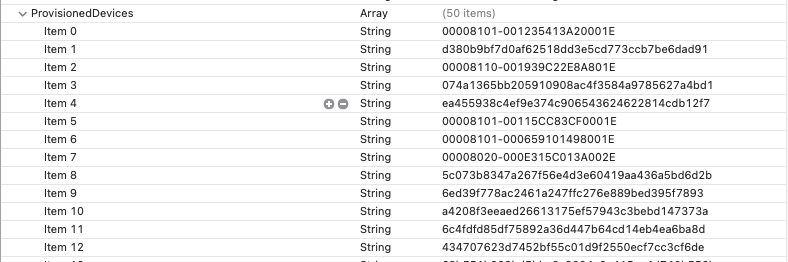 ProvisionedDevices Array (50 items)
Item 0 String 00008101-001235413A20001E
Item 1 String d380b9bf7d0af62518dd3e5cd773ccb7be6dad91
Item 2 String 00008110-001939C22E8A801E
Item 3 String 074a1365bb205910908ac4f3584a9785627a4bd1
Item 4 String ea455938c4ef9e374c906543624622814cdb12f7
Item 5 String 00008101-00115CC83CF0001E
Item 6 String 00008101-000659101498001E
Item 7 String 00008020-000E315C013A002E
Item 8 String 5c073b8347a267f56e4d3e60419aa436a5bd6d2b
Item 9 String 6ed39f778ac2461a247ffc276e889bed395f7893
Item 10 String a4208f3eeaed26613175ef57943c3bebd147373a
Item 11 String 6c4fdfd85df75892a36d447b64cd14eb4ea6ba8d
Item 12 String 434707623d7452bf55c01d9f2550ecf7cc3cf6de